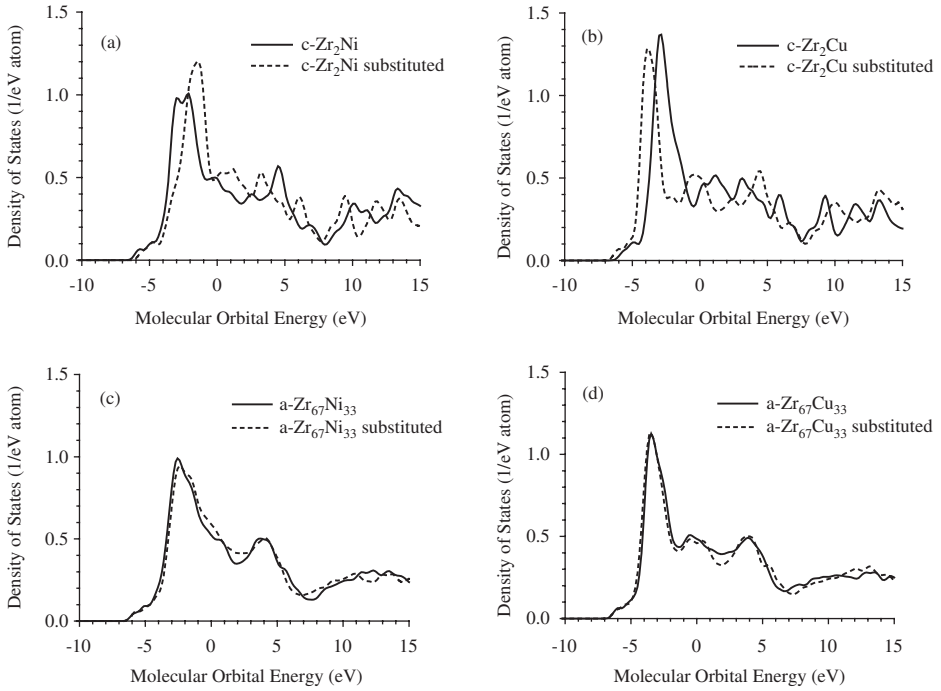 (a)
c-Zr₂Ni
c-Zr₂Ni substituted
Density of States (1/eV atom)
1.5
1.0
0.5
0.0
-10 -5 0 5 10 15
Molecular Orbital Energy (eV)
(b)
c-Zr₂Cu
c-Zr₂Cu substituted
Density of States (1/eV atom)
1.5
1.0
0.5
0.0
-10 -5 0 5 10 15
Molecular Orbital Energy (eV)
(c)
a-Zr₆₇Ni₃₃
a-Zr₆₇Ni₃₃ substituted
Density of States (1/eV atom)
1.5
1.0
0.5
0.0
-10 -5 0 5 10 15
Molecular Orbital Energy (eV)
(d)
a-Zr₆₇Cu₃₃
a-Zr₆₇Cu₃₃ substituted
Density of States (1/eV atom)
1.5
1.0
0.5
0.0
-10 -5 0 5 10 15
Molecular Orbital Energy (eV)